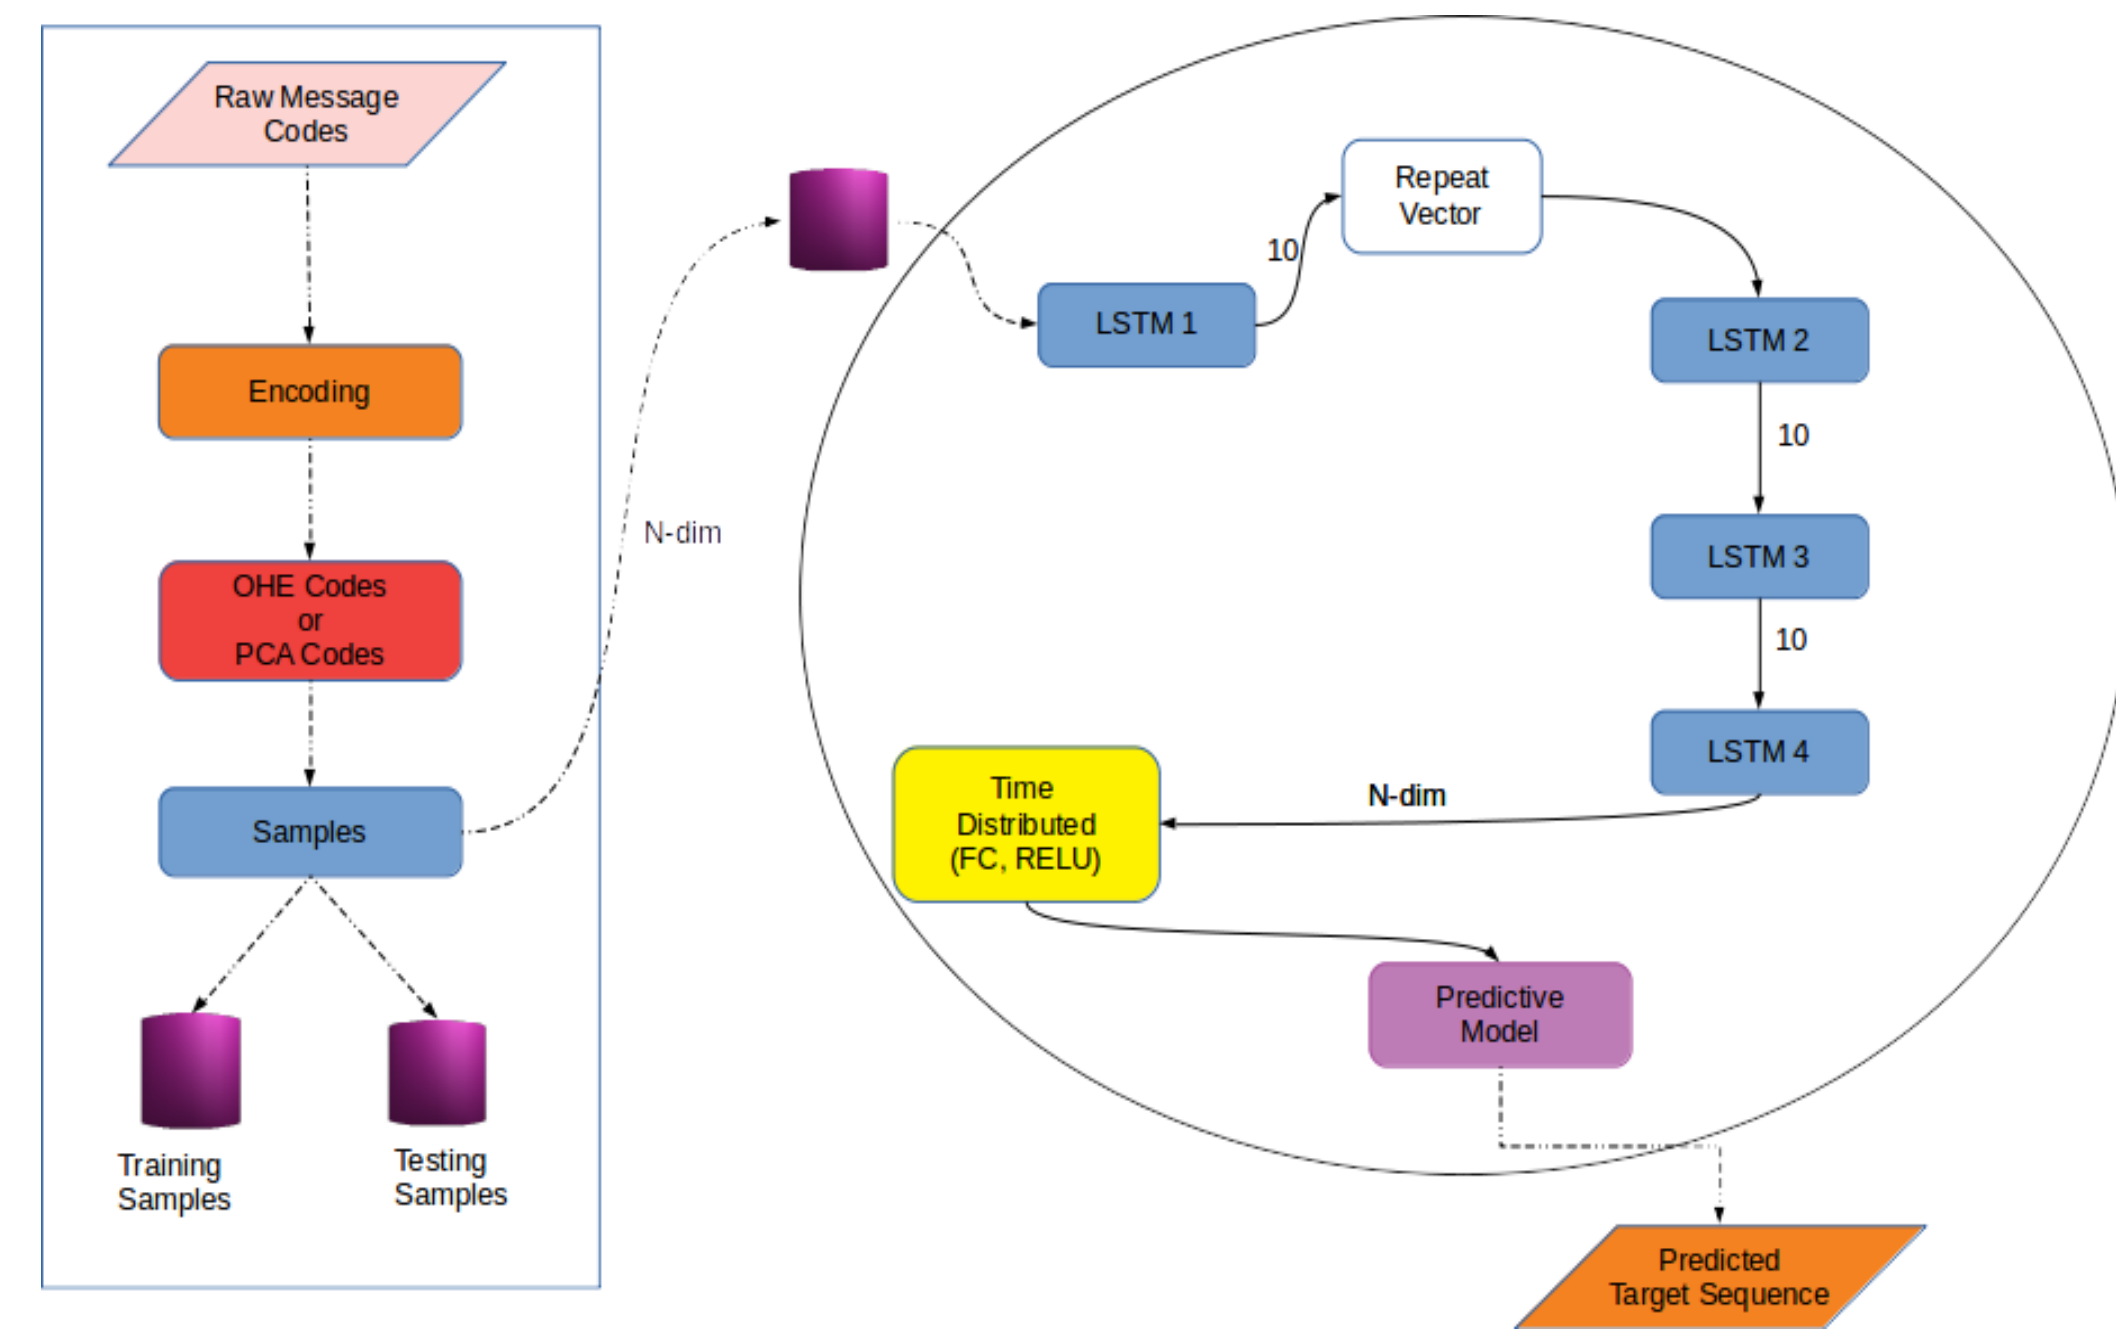 Raw Message
Codes
Encoding
OHE Codes
or
PCA Codes
Samples
Training
Samples
Testing
Samples
N-dim
LSTM 1
10
Repeat
Vector
LSTM 2
10
LSTM 3
10
LSTM 4
N-dim
Time
Distributed
(FC, RELU)
Predictive
Model
Predicted
Target Sequence